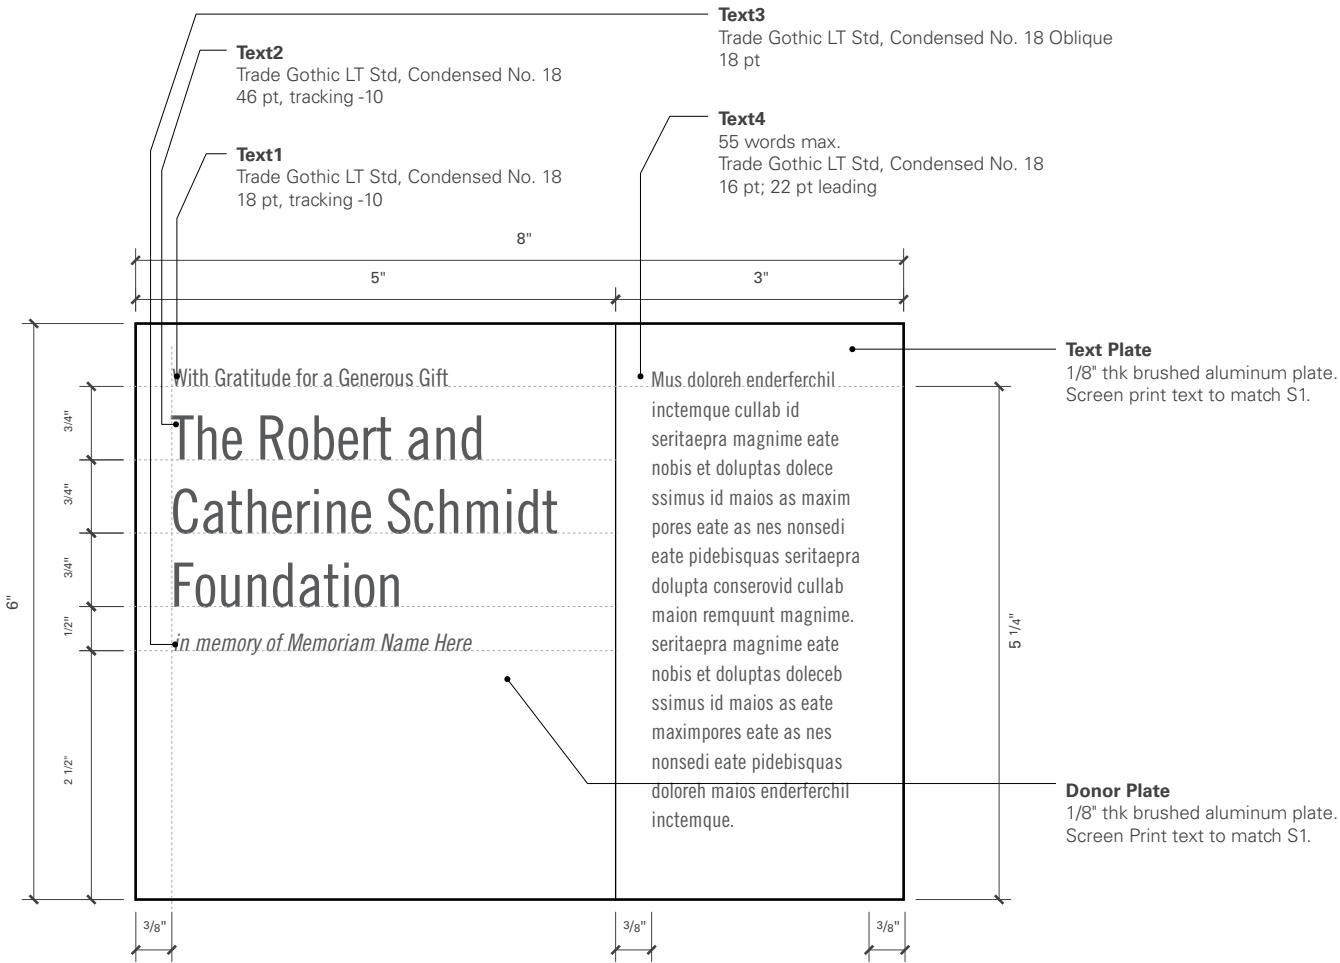 Text3
Trade Gothic LT Std, Condensed No. 18 Oblique
18 pt
Text2
Trade Gothic LT Std, Condensed No. 18
46 pt, tracking -10
Text4
55 words max.
Trade Gothic LT Std, Condensed No. 18
16 pt; 22 pt leading
Text1
Trade Gothic LT Std, Condensed No. 18
18 pt, tracking -10
8"
5"
3"
6"
3/4"
3/4"
3/4"
1/2"
2 1/2"
With Gratitude for a Generous Gift
The Robert and
Catherine Schmidt
Foundation
in memory of Memoriam Name Here
Mus doloreh enderferchil
inctemque cullab id
seritaepra magnime eate
nobis et doluptas dolece
ssimus id maios as maxim
pores eate as nes nonsedi
eate pidebisquas seritaepra
dolupta conserovid cullab
maion remquunt magnime.
seritaepra magnime eate
nobis et doluptas doleceb
ssimus id maios as eate
maximpores eate as nes
nonsedi eate pidebisquas
doloreh maios enderferchil
inctemque.
5 1/4"
Text Plate
1/8" thk brushed aluminum plate.
Screen print text to match S1.
Donor Plate
1/8" thk brushed aluminum plate.
Screen Print text to match S1.
3/8"
3/8"
3/8"